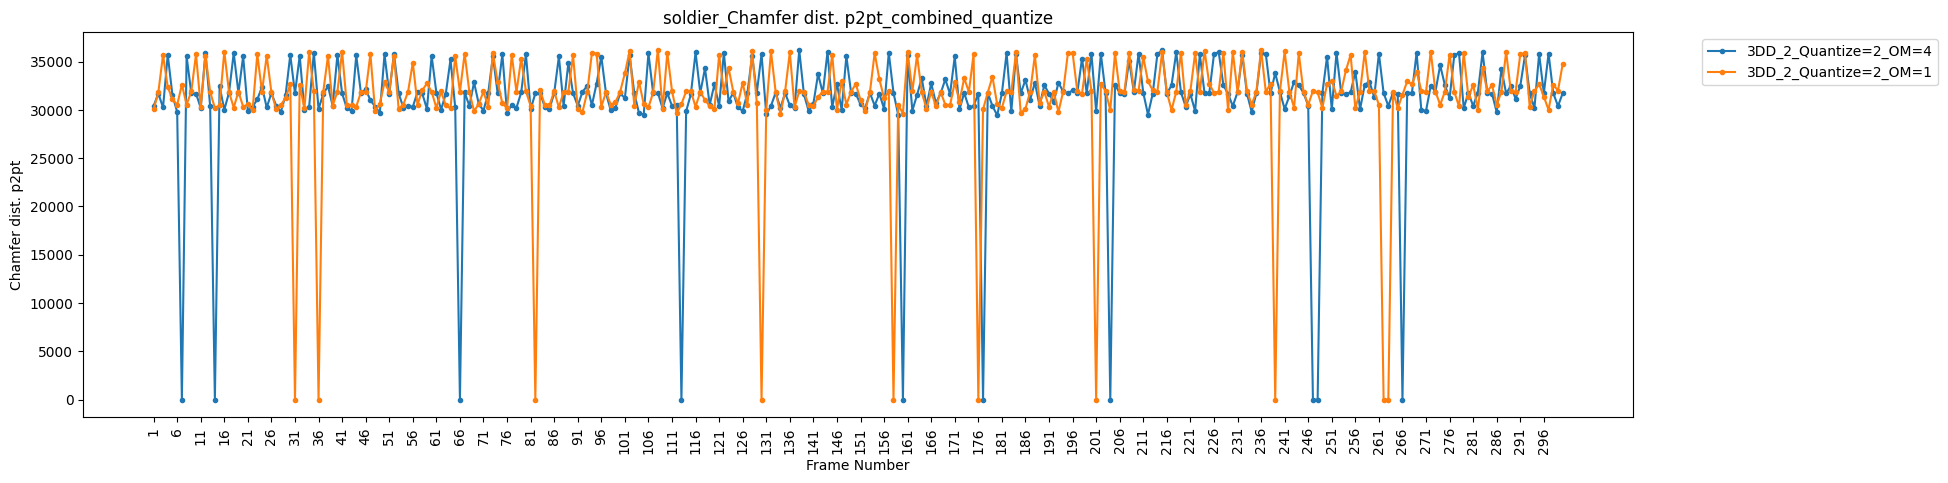 soldier_Chamfer dist. p2pt_combined_quantize
3DD_2_Quantize=2_OM=4
3DD_2_Quantize=2_OM=1
Chamfer dist. p2pt
35000
30000
25000
20000
15000
10000
5000
0
1 6 11 16 21 26 31 36 41 46 51 56 61 66 71 76 81 86 91 96 101 106 111 116 121 126 131 136 141 146 151 156 161 166 171 176 181 186 191 196 201 206 211 216 221 226 231 236 241 246 251 256 261 266 271 276 281 286 291 296
Frame Number